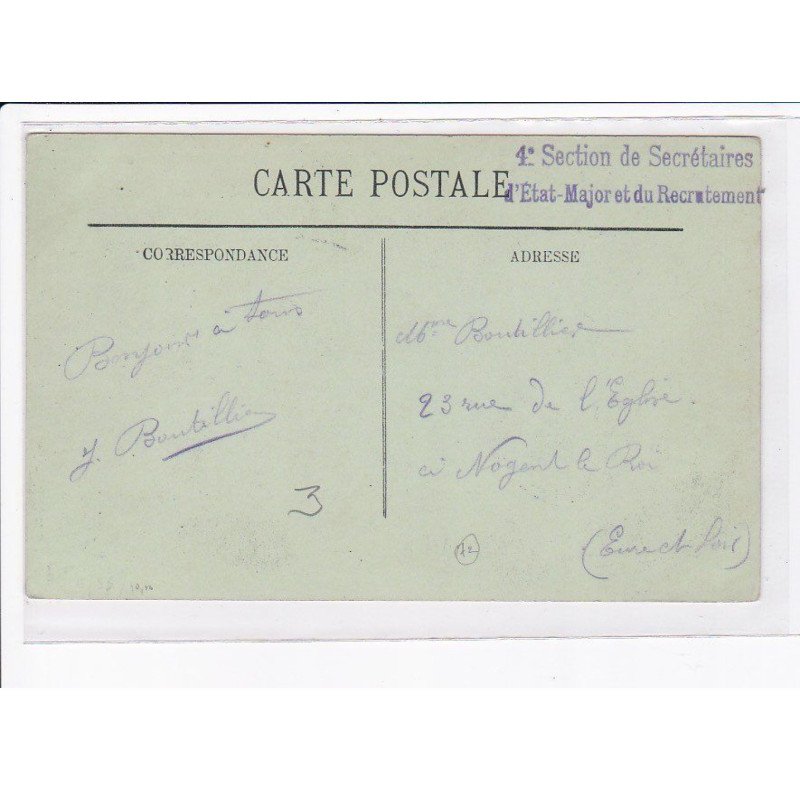 4e Section de Secrétaires
d'État-Major et du Recrutement
CARTE POSTALE
CORRESPONDANCE
ADRESSE
Bonjour à tous
J. Boutillier
3
Mme Boutillier
23 rue de l'Eglise
à Nogent le Roi
(Eure et Loir)
12